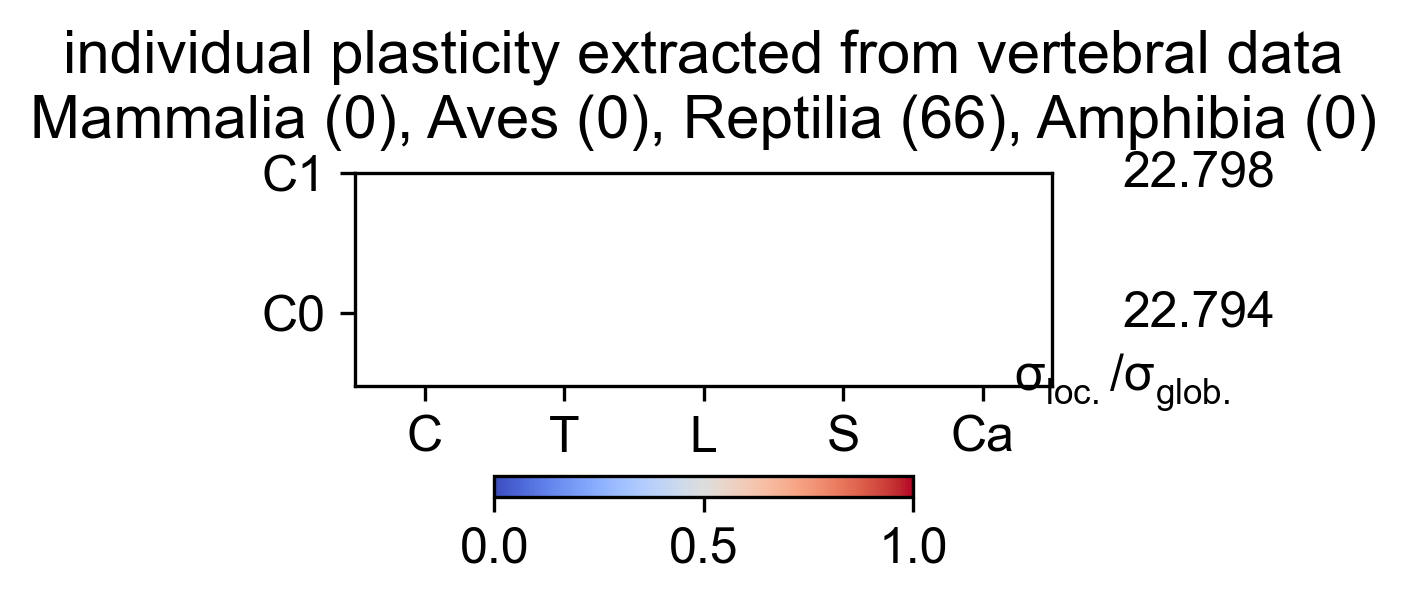 individual plasticity extracted from vertebral data
Mammalia (0), Aves (0), Reptilia (66), Amphibia (0)
C1 22.798
C0 22.794
σloc. /σglob.
C T L S Ca
0.0 0.5 1.0